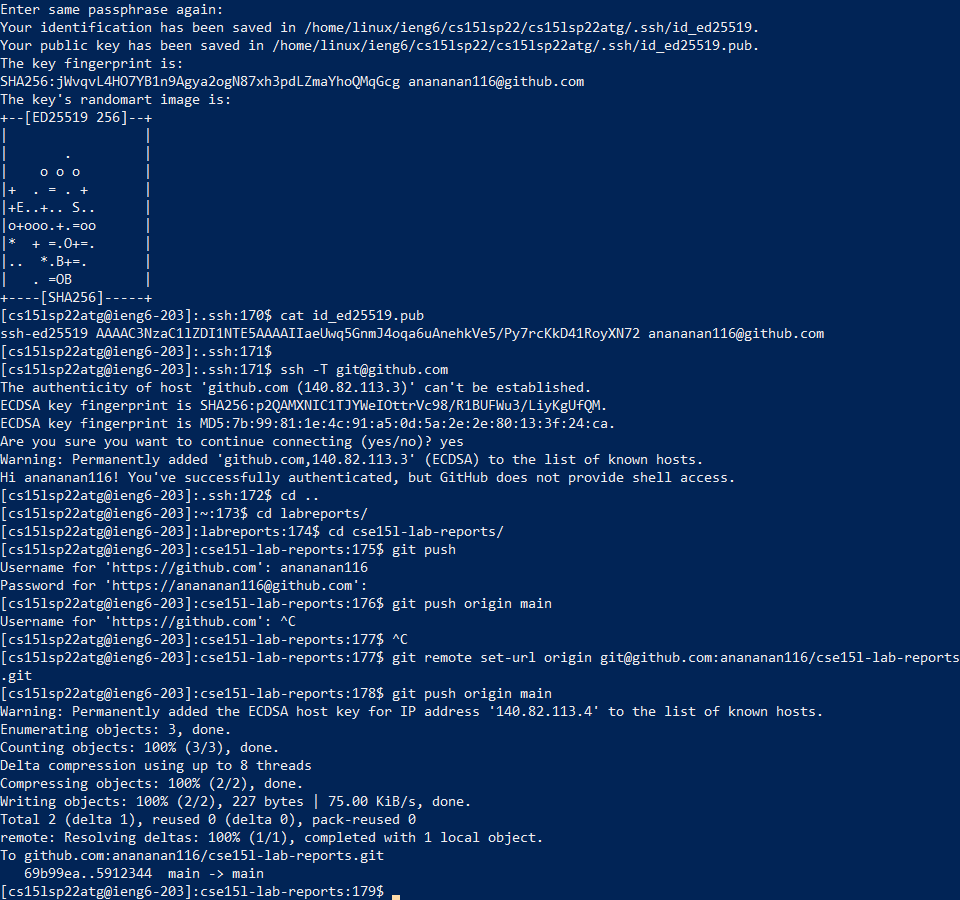 Enter same passphrase again:
Your identification has been saved in /home/linux/ieng6/cs15lsp22/cs15lsp22atg/.ssh/id_ed25519.
Your public key has been saved in /home/linux/ieng6/cs15lsp22/cs15lsp22atg/.ssh/id_ed25519.pub.
The key fingerprint is:
SHA256:jWvqvL4HO7YB1n9Agya2ogN87xh3pdLZmaYhoQMqGcg anananan116@github.com
The key's randomart image is:
+--[ED25519 256]--+
|                 |
|       .         |
|    o o o        |
|+  . = . +       |
|+E..+.. S..      |
|o+ooo.+.=oo      |
|*  + =.O+=.      |
|..  *.B+=.       |
|   . =OB         |
+----[SHA256]-----+
[cs15lsp22atg@ieng6-203]:.ssh:170$ cat id_ed25519.pub
ssh-ed25519 AAAAC3NzaC1lZDI1NTE5AAAAIIaeUwq5GnmJ4oqa6uAnehkVe5/Py7rcKkD41RoyXN72 anananan116@github.com
[cs15lsp22atg@ieng6-203]:.ssh:171$
[cs15lsp22atg@ieng6-203]:.ssh:171$ ssh -T git@github.com
The authenticity of host 'github.com (140.82.113.3)' can't be established.
ECDSA key fingerprint is SHA256:p2QAMXNIC1TJYWeIOttrVc98/R1BUFWu3/LiyKgUfQM.
ECDSA key fingerprint is MD5:7b:99:81:1e:4c:91:a5:0d:5a:2e:2e:80:13:3f:24:ca.
Are you sure you want to continue connecting (yes/no)? yes
Warning: Permanently added 'github.com,140.82.113.3' (ECDSA) to the list of known hosts.
Hi anananan116! You've successfully authenticated, but GitHub does not provide shell access.
[cs15lsp22atg@ieng6-203]:.ssh:172$ cd ..
[cs15lsp22atg@ieng6-203]:~:173$ cd labreports/
[cs15lsp22atg@ieng6-203]:labreports:174$ cd cse15l-lab-reports/
[cs15lsp22atg@ieng6-203]:cse15l-lab-reports:175$ git push
Username for 'https://github.com': anananan116
Password for 'https://anananan116@github.com':
[cs15lsp22atg@ieng6-203]:cse15l-lab-reports:176$ git push origin main
Username for 'https://github.com': ^C
[cs15lsp22atg@ieng6-203]:cse15l-lab-reports:177$ ^C
[cs15lsp22atg@ieng6-203]:cse15l-lab-reports:177$ git remote set-url origin git@github.com:anananan116/cse15l-lab-reports
.git
[cs15lsp22atg@ieng6-203]:cse15l-lab-reports:178$ git push origin main
Warning: Permanently added the ECDSA host key for IP address '140.82.113.4' to the list of known hosts.
Enumerating objects: 3, done.
Counting objects: 100% (3/3), done.
Delta compression using up to 8 threads
Compressing objects: 100% (2/2), done.
Writing objects: 100% (2/2), 227 bytes | 75.00 KiB/s, done.
Total 2 (delta 1), reused 0 (delta 0), pack-reused 0
remote: Resolving deltas: 100% (1/1), completed with 1 local object.
To github.com:anananan116/cse15l-lab-reports.git
   69b99ea..5912344  main -> main
[cs15lsp22atg@ieng6-203]:cse15l-lab-reports:179$